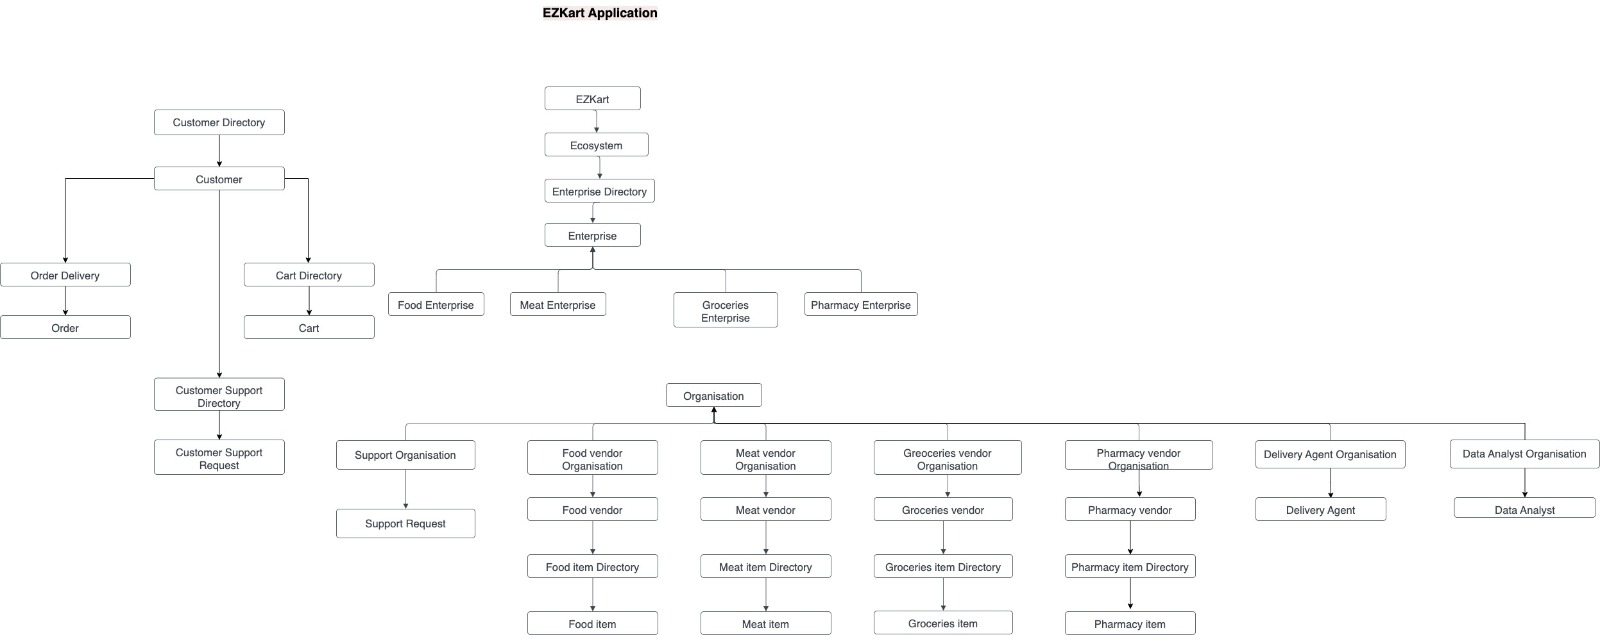 EZKart Application
EZKart
Customer Directory
Ecosystem
Customer
Enterprise Directory
Enterprise
Order Delivery
Cart Directory
Food Enterprise
Meat Enterprise
Groceries
Enterprise
Pharmacy Enterprise
Order
Cart
Customer Support
Directory
Organisation
Customer Support
Request
Support Organisation
Food vendor
Organisation
Meat vendor
Organisation
Greoceries vendor
Organisation
Pharmacy vendor
Organisation
Delivery Agent Organisation
Data Analyst Organisation
Support Request
Food vendor
Meat vendor
Groceries vendor
Pharmacy vendor
Delivery Agent
Data Analyst
Food item Directory
Meat item Directory
Groceries item Directory
Pharmacy item Directory
Food item
Meat item
Groceries item
Pharmacy item